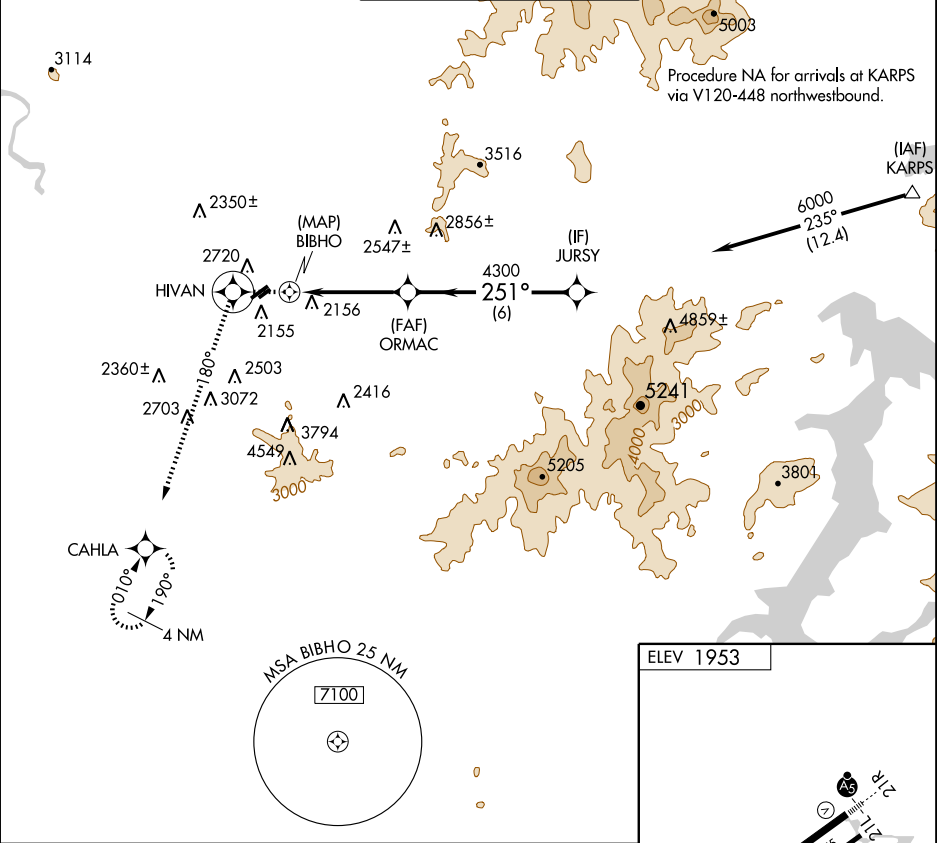 5003
3114
Procedure NA for arrivals at KARPS
via V120-448 northwestbound.
3516
(IAF)
KARPS
6000
235°
(12.4)
2350±
(MAP)
BIBHO
2547±
2856±
(IF)
JURSY
2720
HIVAN
4300
251°
(6)
2156
2155
(FAF)
ORMAC
4859±
180°
2360±
2503
3072
2703
2416
5241
3000
4000
3794
4549
3000
5205
3801
CAHLA
010°
190°
4 NM
MSA BIBHO 25 NM
7100
ELEV 1953
A5
21R
V
21L